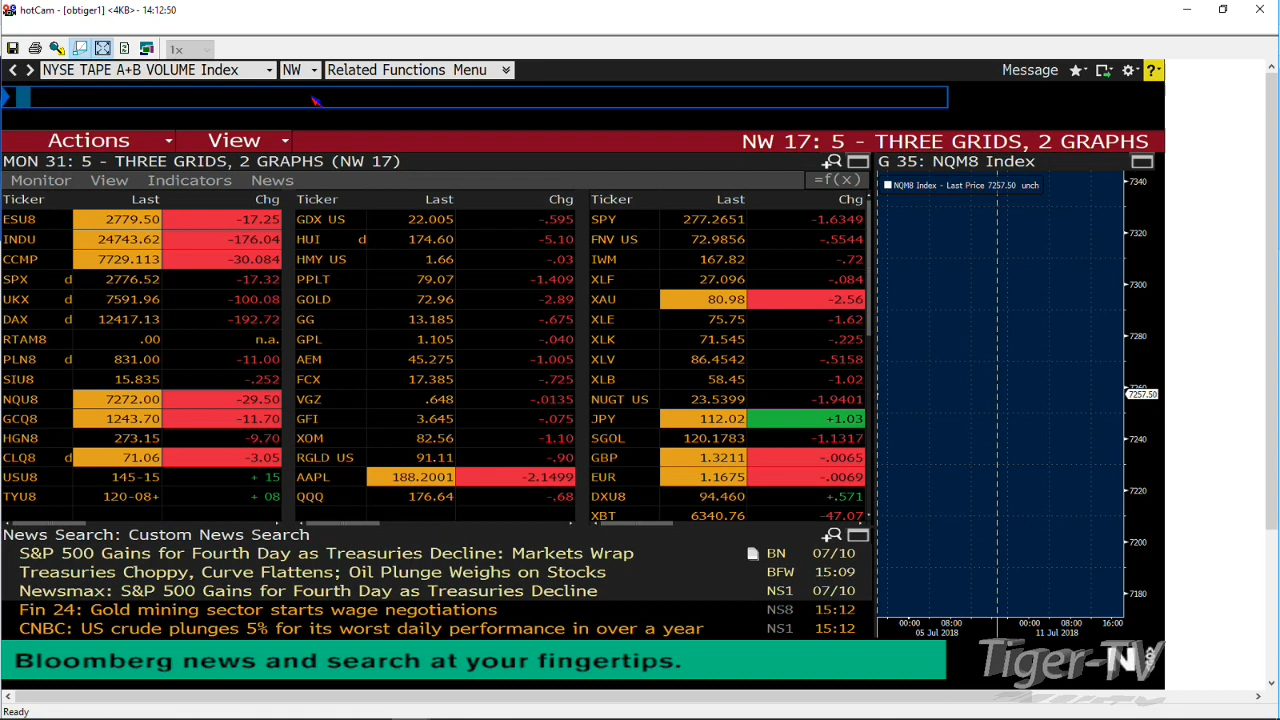 hotCam - [obtiger1] <4KB> - 14:12:50
1x
NYSE TAPE A+B VOLUME Index NW Related Functions Menu Message ?
Actions View NW 17: 5 - THREE GRIDS, 2 GRAPHS
MON 31: 5 - THREE GRIDS, 2 GRAPHS (NW 17) G 35: NQM8 Index
Monitor View Indicators News =f(x)
NQM8 Index - Last Price 7257.50 unch
Ticker Last Chg Ticker Last Chg Ticker Last Chg
ESU8 2779.50 -17.25 GDX US 22.005 -.595 SPY 277.2651 -1.6349
INDU 24743.62 -176.04 HUI d 174.60 -5.10 FNV US 72.9856 -.5544
CCMP 7729.113 -30.084 HMY US 1.66 -.03 IWM 167.82 -.72
SPX d 2776.52 -17.32 PPLT 79.07 -1.409 XLF 27.096 -.084
UKX d 7591.96 -100.08 GOLD 72.96 -2.89 XAU 80.98 -2.56
DAX d 12417.13 -192.72 GG 13.185 -.675 XLE 75.75 -1.62
RTAM8 .00 n.a. GPL 1.105 -.040 XLK 71.545 -.225
PLN8 d 831.00 -11.00 AEM 45.275 -1.005 XLV 86.4542 -.5158
SIU8 15.835 -.252 FCX 17.385 -.725 XLB 58.45 -1.02
NQU8 7272.00 -29.50 VGZ .648 -.0135 NUGT US 23.5399 -1.9401
GCQ8 1243.70 -11.70 GFI 3.645 -.075 JPY 112.02 +1.03
HGN8 273.15 -9.70 XOM 82.56 -1.10 SGOL 120.1783 -1.1317
CLQ8 d 71.06 -3.05 RGLD US 91.11 -.90 GBP 1.3211 -.0065
USU8 145-15 + 15 AAPL 188.2001 -2.1499 EUR 1.1675 -.0069
TYU8 120-08+ + 08 QQQ 176.64 -.68 DXU8 94.460 +.571
XBT 6340.76 -47.07
7340
7320
7300
7280
7260
7257.50
7240
7220
7200
7180
00:00 08:00 00:00 08:00 16:00
05 Jul 2018 11 Jul 2018
News Search: Custom News Search
S&P 500 Gains for Fourth Day as Treasuries Decline: Markets Wrap BN 07/10
Treasuries Choppy, Curve Flattens; Oil Plunge Weighs on Stocks BFW 15:09
Newsmax: S&P 500 Gains for Fourth Day as Treasuries Decline NS1 07/10
Fin 24: Gold mining sector starts wage negotiations NS8 15:12
CNBC: US crude plunges 5% for its worst daily performance in over a year NS1 15:12
Bloomberg news and search at your fingertips.
Tiger-TV
Ready